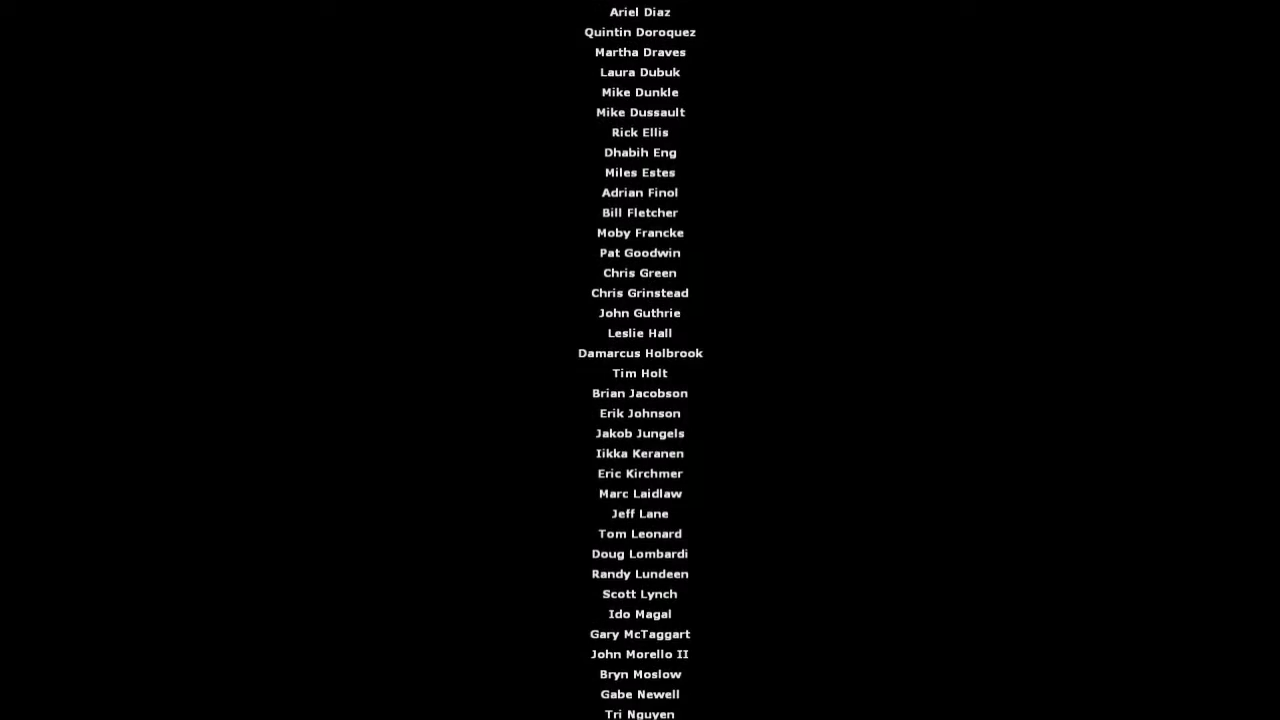 Ariel Diaz
Quintin Doroquez
Martha Draves
Laura Dubuk
Mike Dunkle
Mike Dussault
Rick Ellis
Dhabih Eng
Miles Estes
Adrian Finol
Bill Fletcher
Moby Francke
Pat Goodwin
Chris Green
Chris Grinstead
John Guthrie
Leslie Hall
Damarcus Holbrook
Tim Holt
Brian Jacobson
Erik Johnson
Jakob Jungels
Iikka Keranen
Eric Kirchmer
Marc Laidlaw
Jeff Lane
Tom Leonard
Doug Lombardi
Randy Lundeen
Scott Lynch
Ido Magal
Gary McTaggart
John Morello II
Bryn Moslow
Gabe Newell
Tri Nguyen